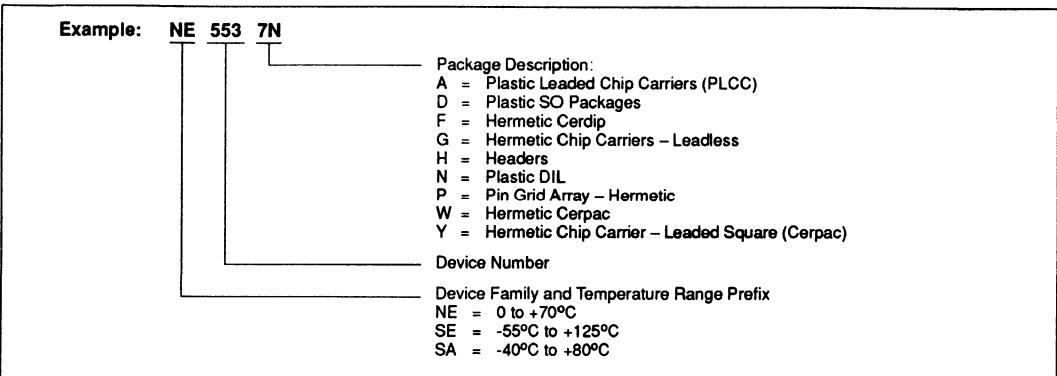 Example: NE 553 7N
Package Description:
A = Plastic Leaded Chip Carriers (PLCC)
D = Plastic SO Packages
F = Hermetic Cerdip
G = Hermetic Chip Carriers – Leadless
H = Headers
N = Plastic DIL
P = Pin Grid Array – Hermetic
W = Hermetic Cerpac
Y = Hermetic Chip Carrier – Leaded Square (Cerpac)
Device Number
Device Family and Temperature Range Prefix
NE = 0 to +70ºC
SE = -55ºC to +125ºC
SA = -40ºC to +80ºC